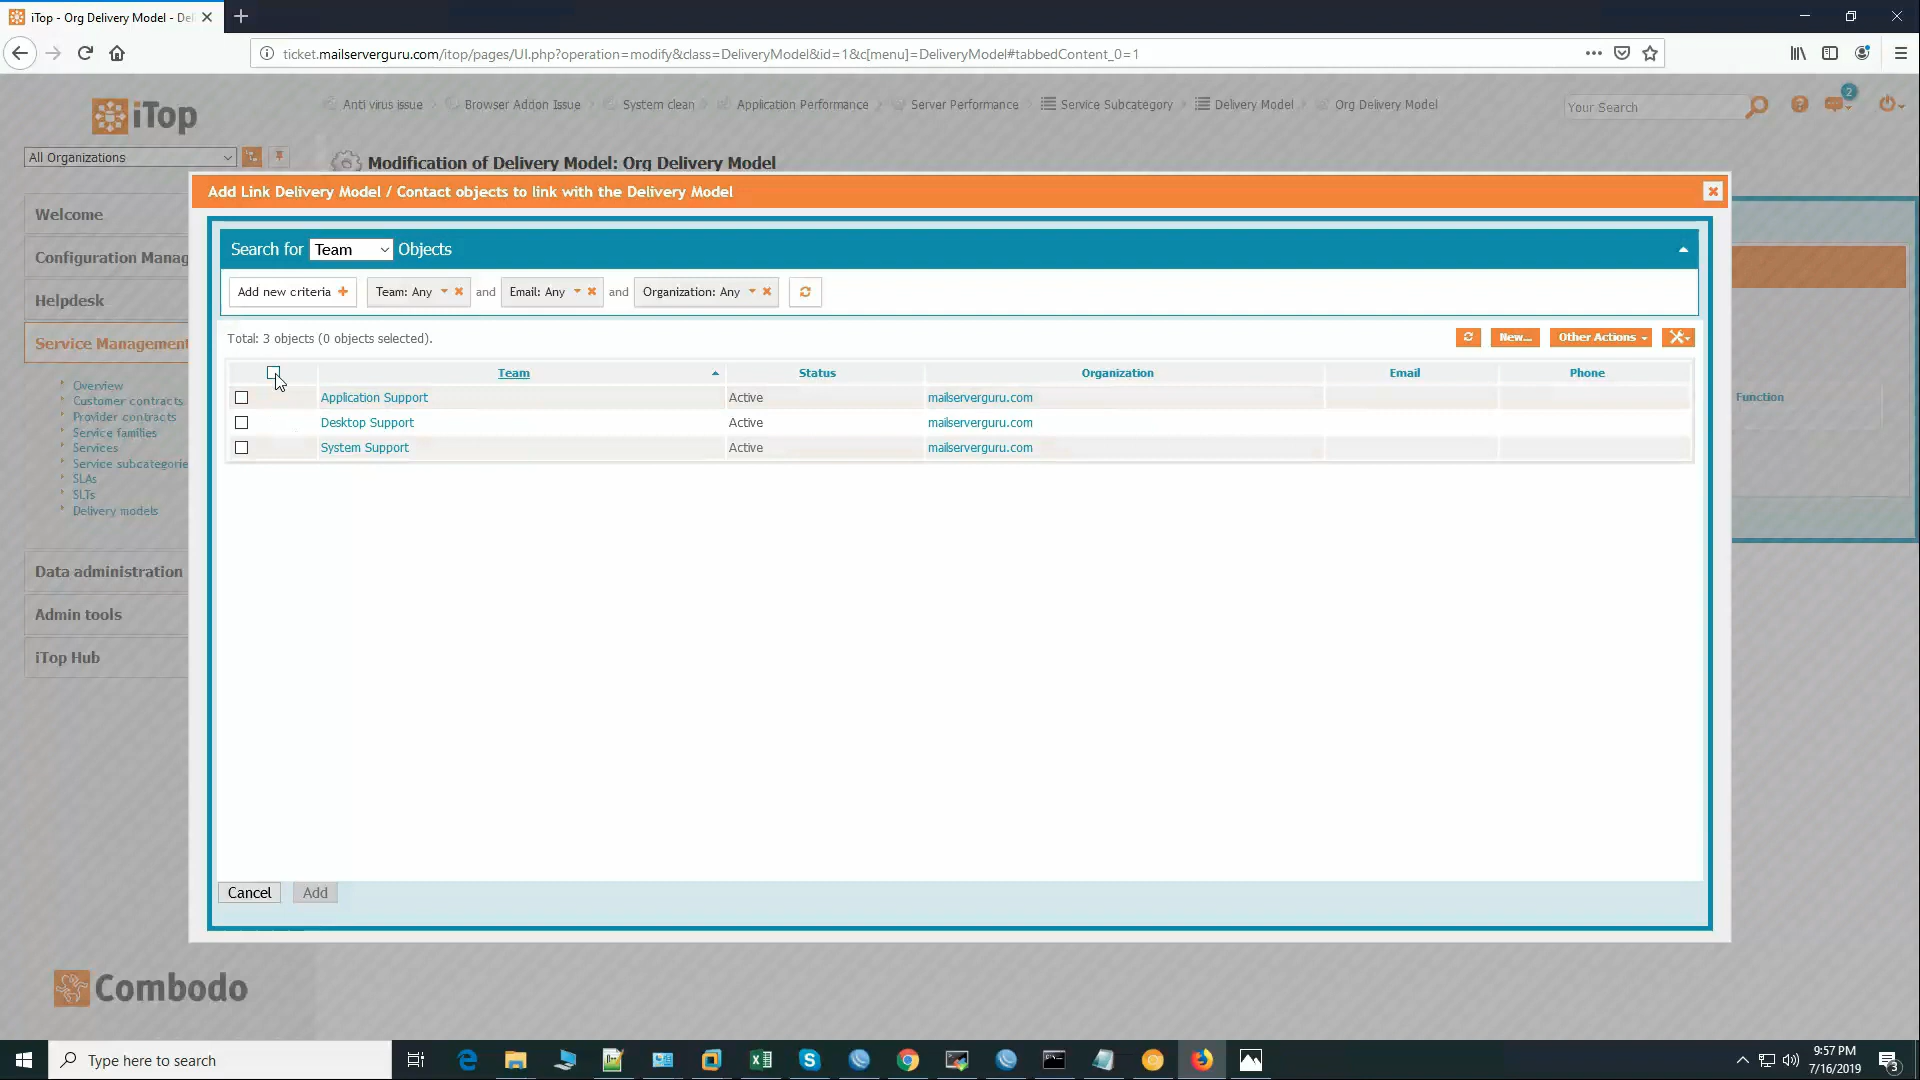 iTop - Org Delivery Model - Del
ticket.mailserverguru.com/itop/pages/UI.php?operation=modify&class=DeliveryModel&id=1&c[menu]=DeliveryModel#tabbedContent_0=1
iTop
Anti virus issue
Browser Addon Issue
System clean
Application Performance
Server Performance
Service Subcategory
Delivery Model
Org Delivery Model
Your Search
2
All Organizations
Modification of Delivery Model: Org Delivery Model
Add Link Delivery Model / Contact objects to link with the Delivery Model
Welcome
Configuration Manag
Helpdesk
Service Management
Overview
Customer contracts
Provider contracts
Service families
Services
Service subcategorie
SLAs
SLTs
Delivery models
Data administration
Admin tools
iTop Hub
Search for Team Objects
Add new criteria Team: Any and Email: Any and Organization: Any
Total: 3 objects (0 objects selected).
New... Other Actions
Team Status Organization Email Phone
Application Support Active mailserverguru.com
Desktop Support Active mailserverguru.com
System Support Active mailserverguru.com
Function
Cancel Add
Combodo
Type here to search
9:57 PM
7/16/2019
3